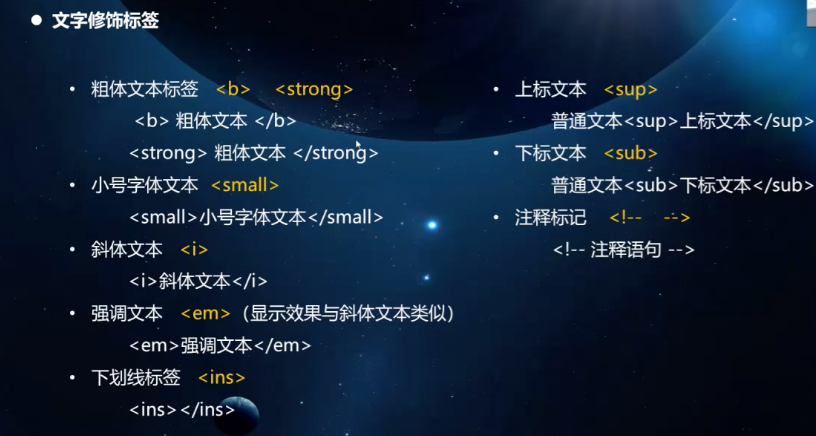 ● 文字修饰标签
• 粗体文本标签 <b> <strong>
<b> 粗体文本 </b>
<strong> 粗体文本 </strong>
• 小号字体文本 <small>
<small>小号字体文本</small>
• 斜体文本 <i>
<i>斜体文本</i>
• 强调文本 <em>（显示效果与斜体文本类似）
<em>强调文本</em>
• 下划线标签 <ins>
<ins></ins>
• 上标文本 <sup>
普通文本<sup>上标文本</sup>
• 下标文本 <sub>
普通文本<sub>下标文本</sub>
• 注释标记 <!-- -->
<!-- 注释语句 -->